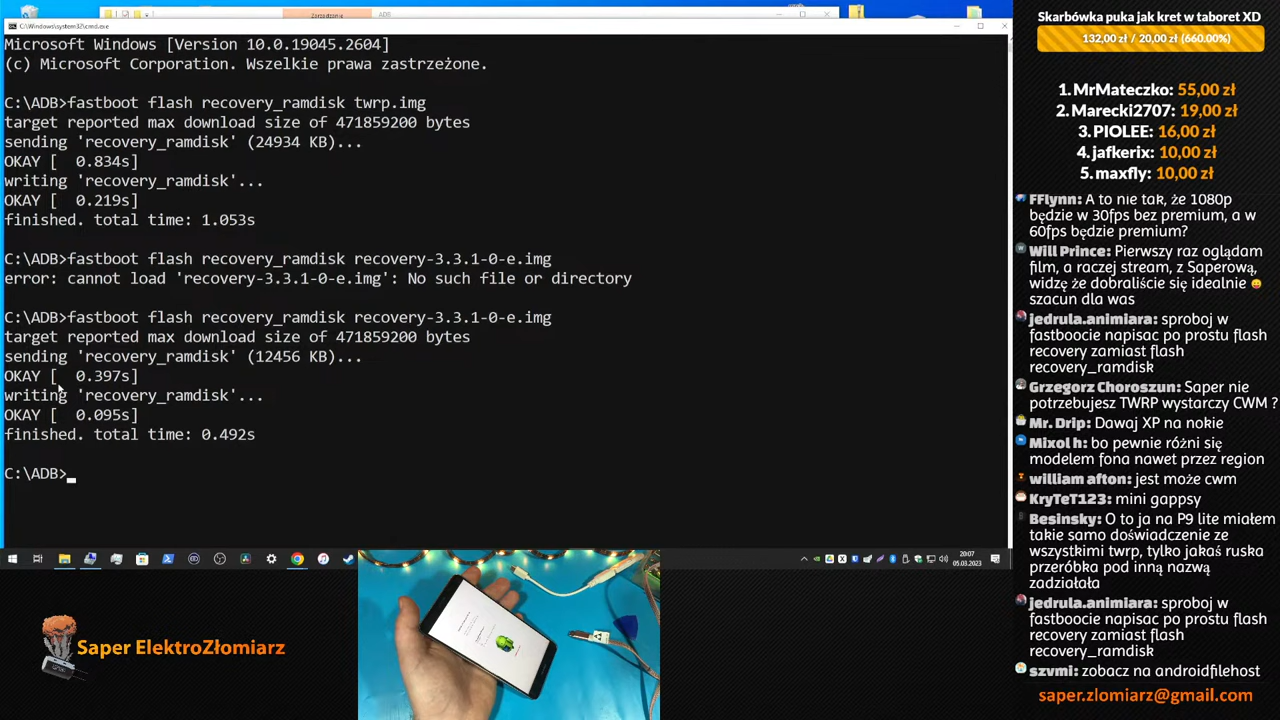 Zarządzanie
ADB
C:\Windows\system32\cmd.exe
Microsoft Windows [Version 10.0.19045.2604]
(c) Microsoft Corporation. Wszelkie prawa zastrzeżone.
C:\ADB>fastboot flash recovery_ramdisk twrp.img
target reported max download size of 471859200 bytes
sending 'recovery_ramdisk' (24934 KB)...
OKAY [  0.834s]
writing 'recovery_ramdisk'...
OKAY [  0.219s]
finished. total time: 1.053s
C:\ADB>fastboot flash recovery_ramdisk recovery-3.3.1-0-e.img
error: cannot load 'recovery-3.3.1-0-e.img': No such file or directory
C:\ADB>fastboot flash recovery_ramdisk recovery-3.3.1-0-e.img
target reported max download size of 471859200 bytes
sending 'recovery_ramdisk' (12456 KB)...
OKAY [  0.397s]
writing 'recovery_ramdisk'...
OKAY [  0.095s]
finished. total time: 0.492s
C:\ADB>
20:07
05.03.2023
Saper ElektroZłomiarz
Skarbówka puka jak kret w taboret XD
132,00 zł / 20,00 zł (660.00%)
1. MrMateczko: 55,00 zł
2. Marecki2707: 19,00 zł
3. PIOLEE: 16,00 zł
4. jafkerix: 10,00 zł
5. maxfly: 10,00 zł
FFlynn: A to nie tak, że 1080p
będzie w 30fps bez premium, a w
60fps będzie premium?
Will Prince: Pierwszy raz oglądam
film, a raczej stream, z Saperową,
widzę że dobraliście się idealnie 😛
szacun dla was
jedrula.animiara: sproboj w
fastboocie napisac po prostu flash
recovery zamiast flash
recovery_ramdisk
Grzegorz Choroszun: Saper nie
potrzebujesz TWRP wystarczy CWM ?
Mr. Drip: Dawaj XP na nokie
Mixol h: bo pewnie różni się
modelem fona nawet przez region
william afton: jest może cwm
KryTeT123: mini gappsy
Besinsky: O to ja na P9 lite miałem
takie samo doświadczenie ze
wszystkimi twrp, tylko jakaś ruska
przeróbka pod inną nazwą
zadziałała
jedrula.animiara: sproboj w
fastboocie napisac po prostu flash
recovery zamiast flash
recovery_ramdisk
szvmi: zobacz na androidfilehost
saper.zlomiarz@gmail.com